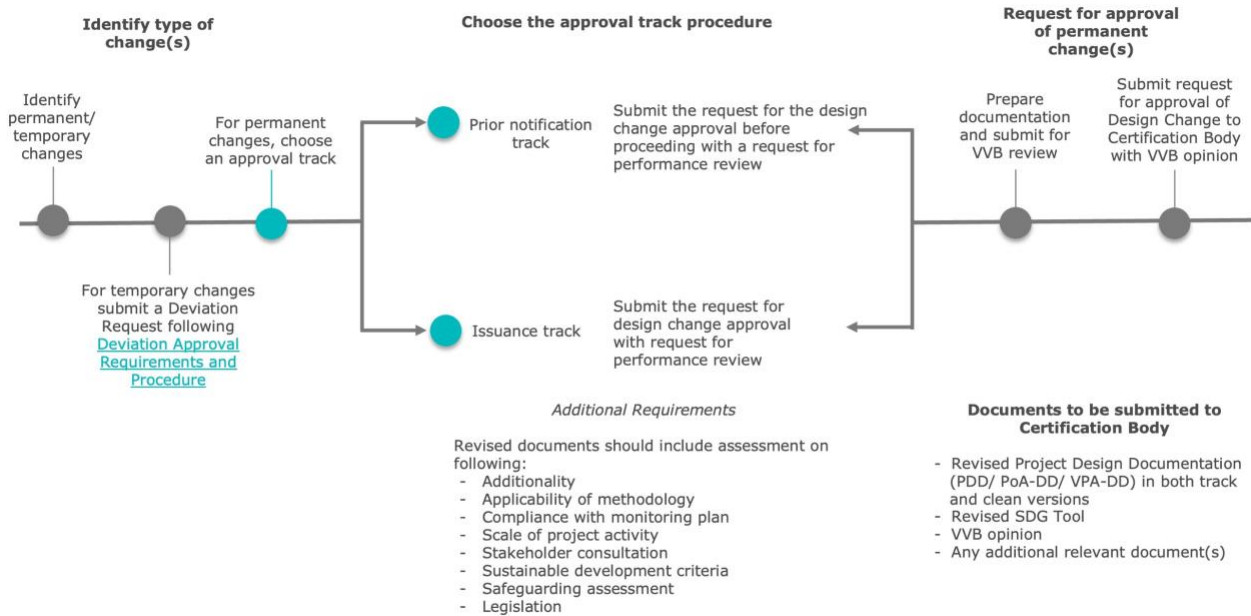 Identify type of
change(s)
Choose the approval track procedure
Request for approval
of permanent
change(s)
Identify
permanent/
temporary
changes
For permanent
changes, choose
an approval track
For temporary changes
submit a Deviation
Request following
Deviation Approval
Requirements and
Procedure
Prior notification
track
Submit the request for the design
change approval before
proceeding with a request for
performance review
Issuance track
Submit the request for
design change approval
with request for
performance review
Prepare
documentation
and submit for
VVB review
Submit request
for approval of
Design Change to
Certification Body
with VVB opinion
Additional Requirements
Revised documents should include assessment on
following:
- Additionality
- Applicability of methodology
- Compliance with monitoring plan
- Scale of project activity
- Stakeholder consultation
- Sustainable development criteria
- Safeguarding assessment
- Legislation
Documents to be submitted to
Certification Body
- Revised Project Design Documentation
(PDD/ PoA-DD/ VPA-DD) in both track
and clean versions
- Revised SDG Tool
- VVB opinion
- Any additional relevant document(s)